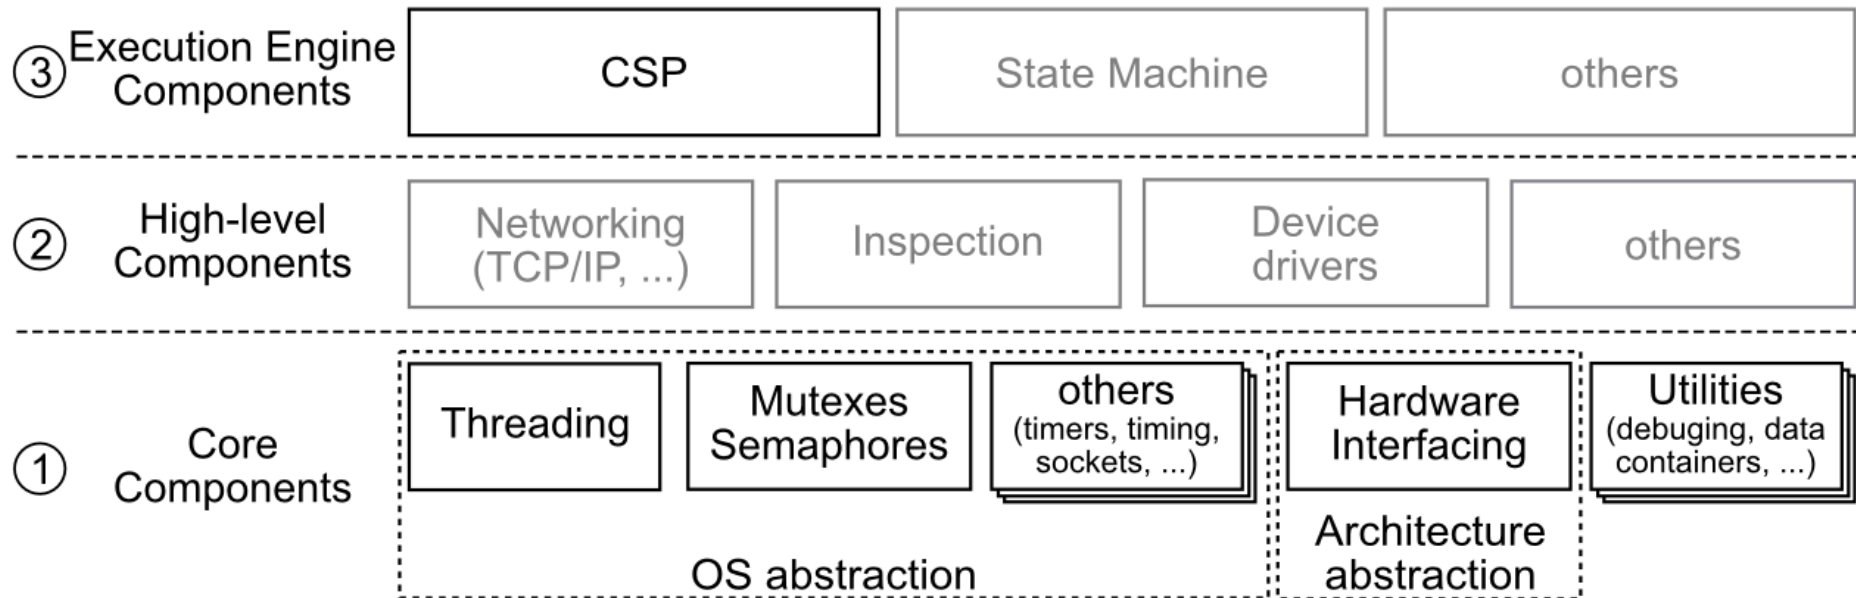 ③
Execution Engine
Components
CSP
State Machine
others
②
High-level
Components
Networking
(TCP/IP, ...)
Inspection
Device
drivers
others
①
Core
Components
Threading
Mutexes
Semaphores
others
(timers, timing,
sockets, ...)
Hardware
Interfacing
Utilities
(debuging, data
containers, ...)
OS abstraction
Architecture
abstraction